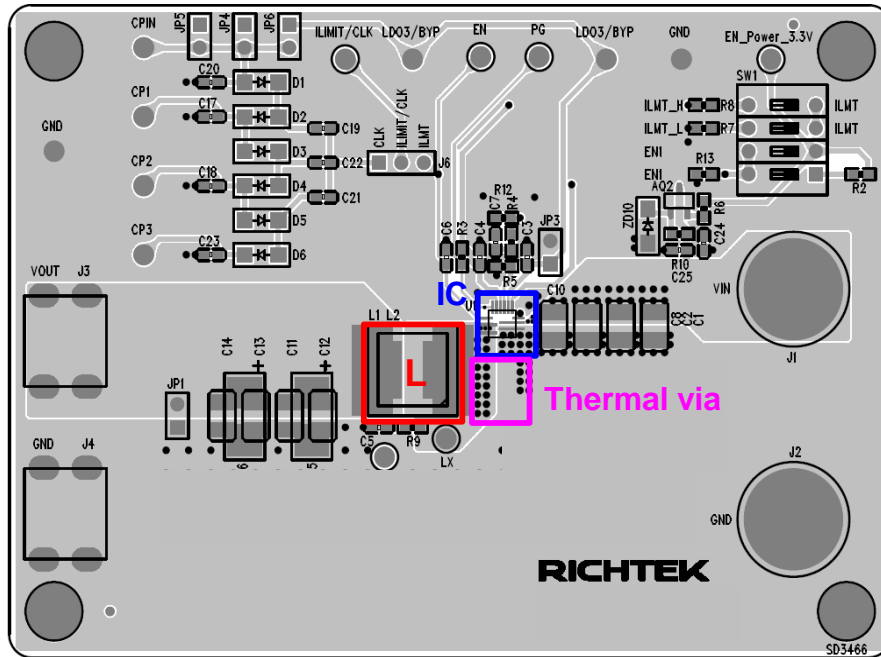 JP5
JP4
JP6
CPIN
ILIMIT/CLK
LDO3/BYP
EN
PG
LDO3/BYP
GND
EN_Power_3.3V
C20
D1
SW1
CP1
C17
D2
CLK
ILIMIT/CLK
ILMT
ILMT_H
R8
ILMT
GND
C19
ILMT_L
R7
ILMT
D3
C22
J6
EN1
CP2
C18
D4
R13
EN1
R2
C21
R12
C7
R4
AQ2
R6
D5
JP3
ZD10
CP3
C23
D6
C6
R3
C4
C3
C24
R10
C25
R5
VOUT
J3
IC
C10
VIN
L1 L2
C8
C2
C1
J1
C14
C13
C11
C12
L
JP1
Thermal via
GND
J4
C5
R9
LX
6
5
J2
GND
RICHTEK
SD3466